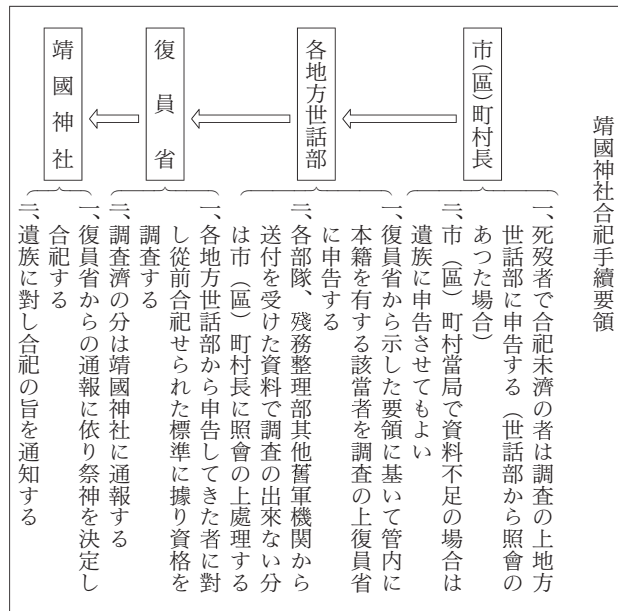 靖國神社合祀手續要領
市（區）町村長
一、死歿者で合祀未濟の者は調査の上地方
世話部に申告する（世話部から照會の
あつた場合）
二、市（區）町村當局で資料不足の場合は
遺族に申告させてもよい
各地方世話部
一、復員省から示した要領に基いて管内に
本籍を有する該當者を調査の上復員省
に申告する
二、各部隊、殘務整理部其他舊軍機関から
送付を受けた資料で調査の出來ない分
は市（區）町村長に照會の上處理する
復員省
一、各地方世話部から申告してきた者に對
し從前合祀せられた標準に據り資格を
調査する
二、調査濟の分は靖國神社に通報する
靖國神社
一、復員省からの通報に依り祭神を決定し
合祀する
二、遺族に對し合祀の旨を通知する